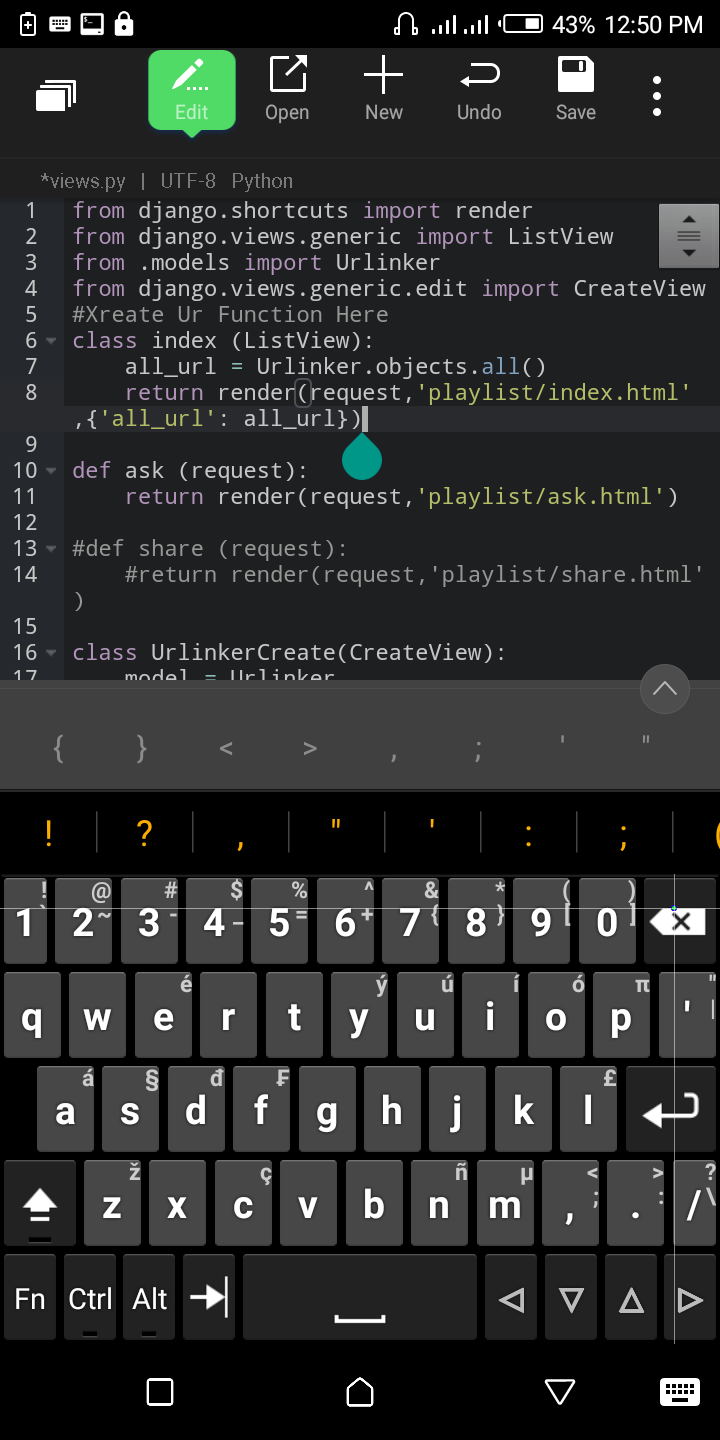 43% 12:50 PM
Edit Open New Undo Save
*views.py | UTF-8 Python
1 from django.shortcuts import render
2 from django.views.generic import ListView
3 from .models import Urlinker
4 from django.views.generic.edit import CreateView
5 #Xreate Ur Function Here
6 class index (ListView):
7 all_url = Urlinker.objects.all()
8 return render(request,'playlist/index.html'
,{'all_url': all_url})
9
10 def ask (request):
11 return render(request,'playlist/ask.html')
12
13 #def share (request):
14 #return render(request,'playlist/share.html'
)
15
16 class UrlinkerCreate(CreateView):
17 model = Urlinker
{ } < > , ; ' "
! ? , " ' : ; (
! @ # $ % ^ & * ( )
1 ` 2 ~ 3 - 4 _ 5 = 6 + 7 { 8 } 9 [ 0 ]
é ý ú í ó π "
q w e r t y u i o p ' |
á § đ ₣ £
a s d f g h j k l
ž ç ñ µ < > ?
z x c v b n m , ; . : / \
Fn Ctrl Alt